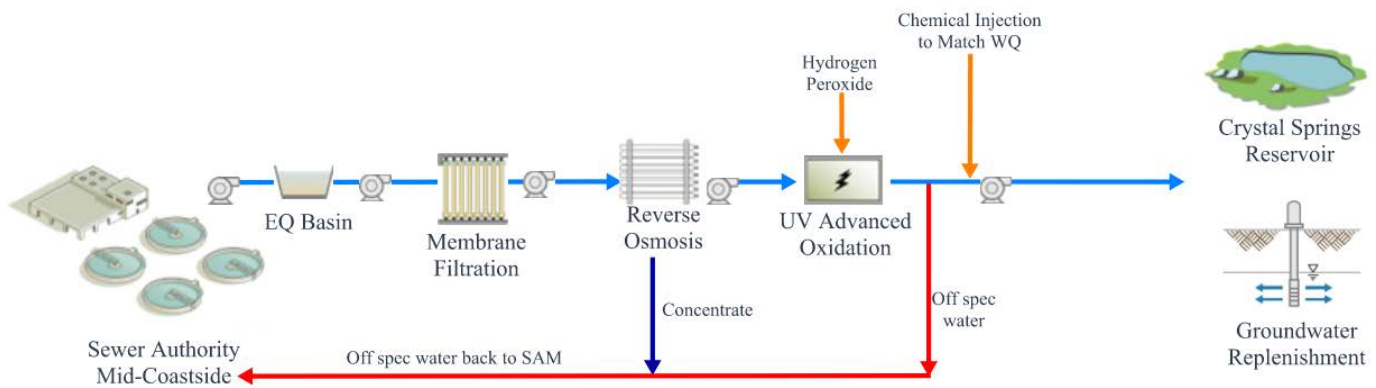 Chemical Injection
to Match WQ
Hydrogen
Peroxide
Crystal Springs
Reservoir
EQ Basin
Membrane
Filtration
Reverse
Osmosis
UV Advanced
Oxidation
Concentrate
Off spec
water
Sewer Authority
Mid-Coastside
Off spec water back to SAM
Groundwater
Replenishment